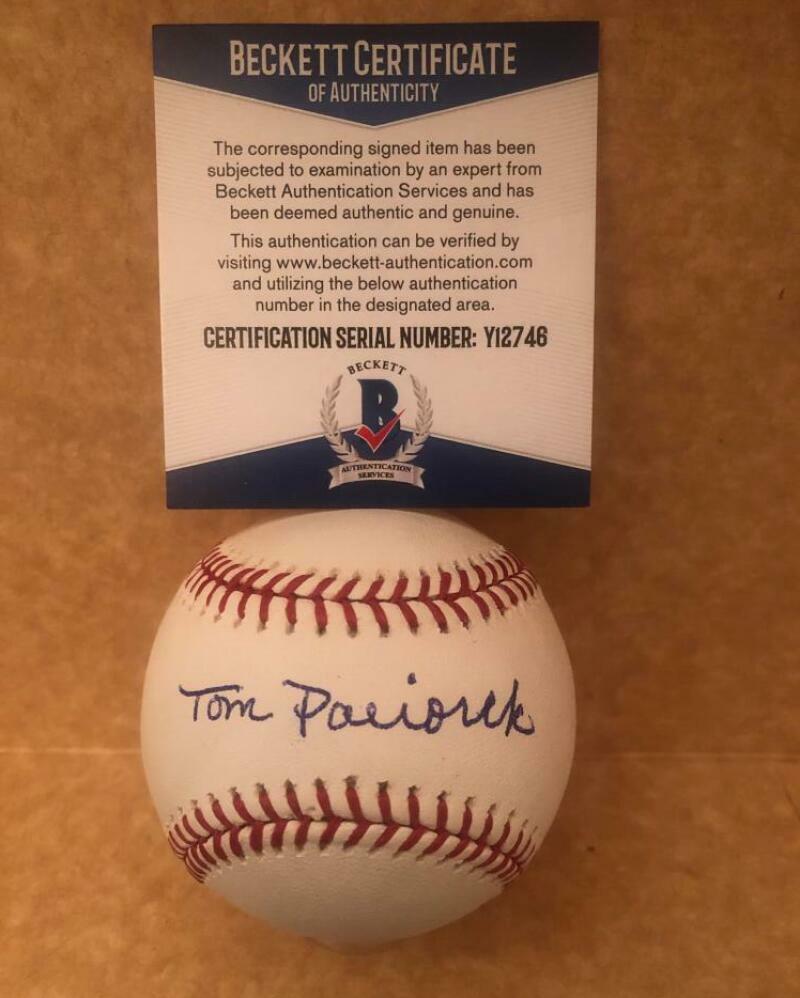 BECKETT CERTIFICATE
OF AUTHENTICITY
The corresponding signed item has been
subjected to examination by an expert from
Beckett Authentication Services and has
been deemed authentic and genuine.
This authentication can be verified by
visiting www.beckett-authentication.com
and utilizing the below authentication
number in the designated area.
CERTIFICATION SERIAL NUMBER: Y12746
BECKETT
B
AUTHENTICATION
SERVICES
Tom Paciorek